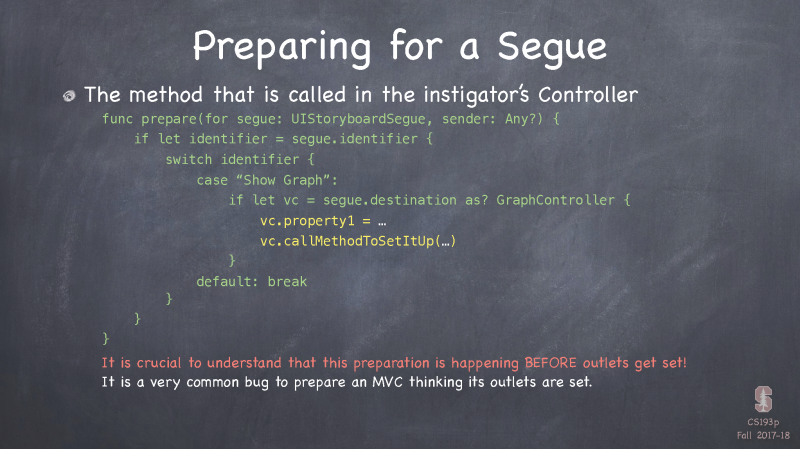 Preparing for a Segue
The method that is called in the instigator's Controller
func prepare(for segue: UIStoryboardSegue, sender: Any?) {
if let identifier = segue.identifier {
switch identifier {
case “Show Graph”:
if let vc = segue.destination as? GraphController {
vc.property1 = …
vc.callMethodToSetItUp(…)
}
default: break
}
}
}
It is crucial to understand that this preparation is happening BEFORE outlets get set!
It is a very common bug to prepare an MVC thinking its outlets are set.
CS193p
Fall 2017-18